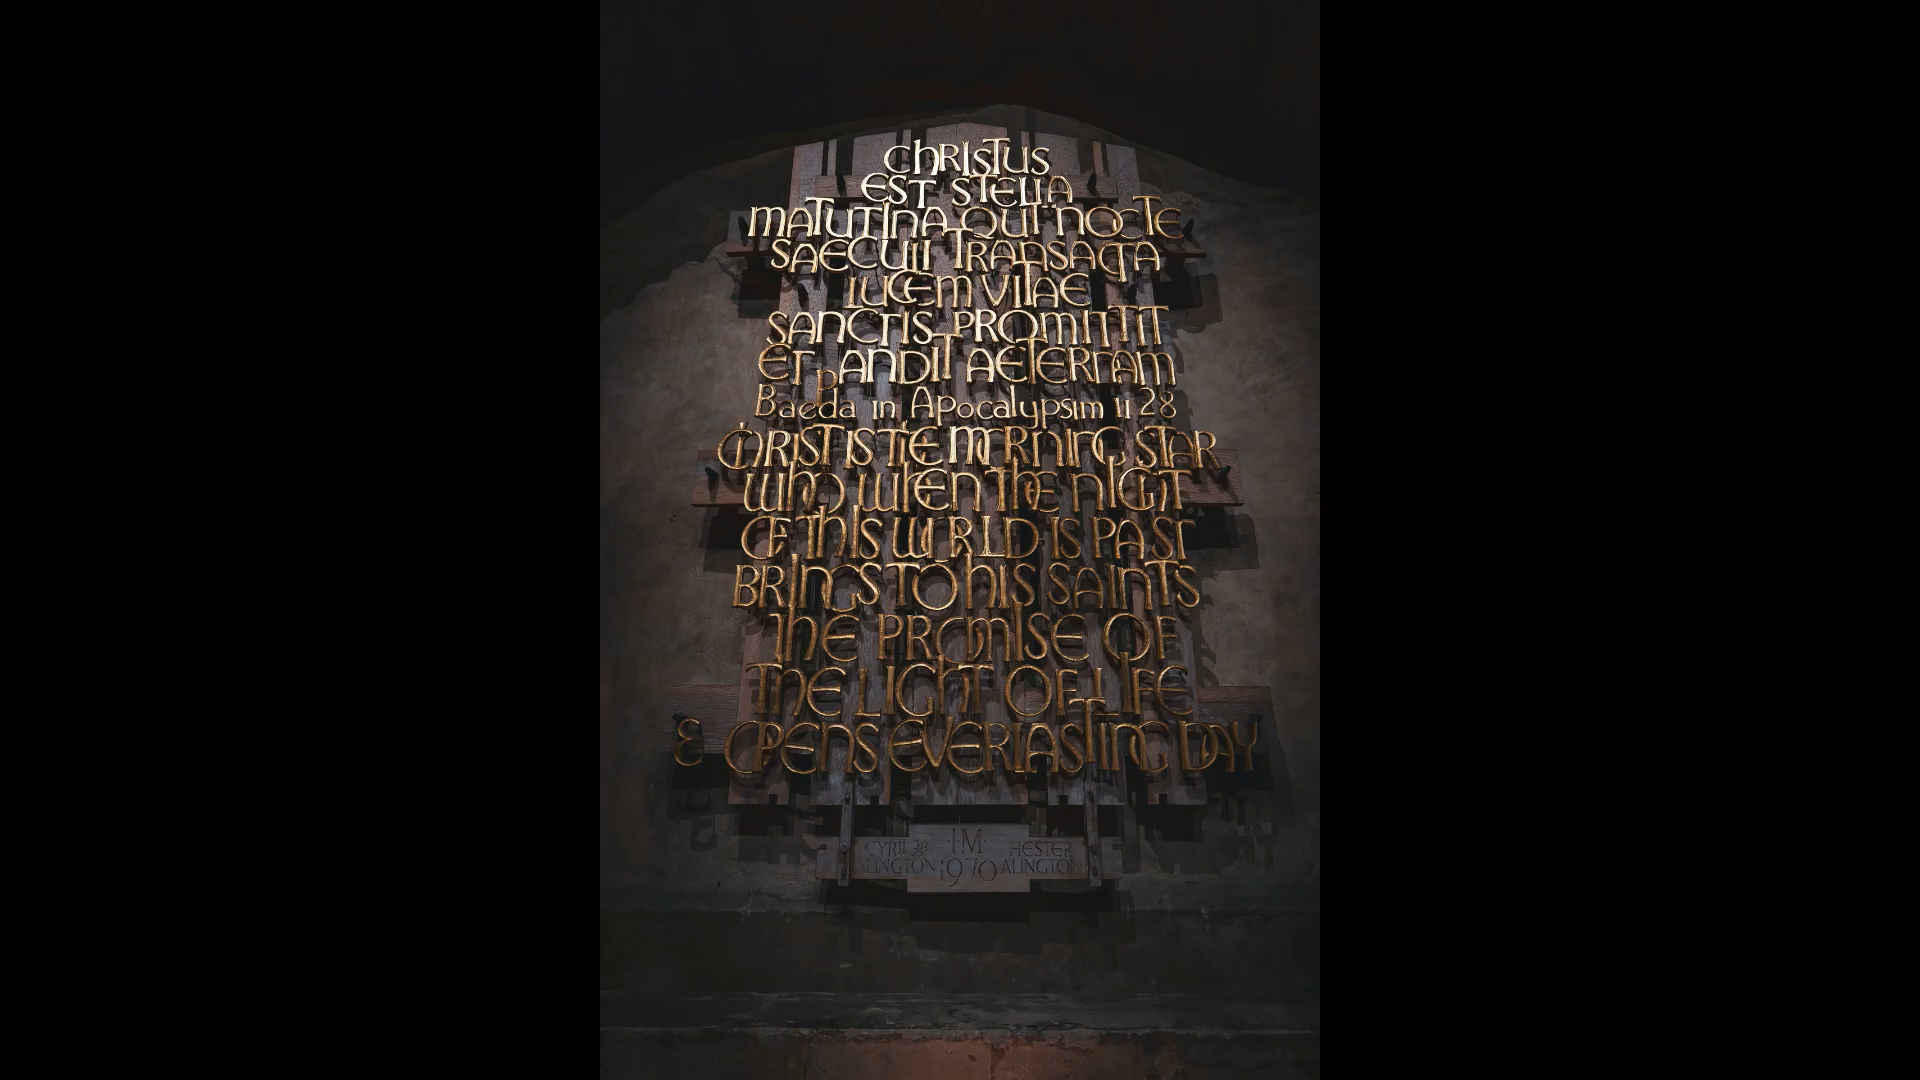 CHRISTUS
EST STELLA
MATUTINA QUI NOCTE
SAECULI TRANSACTA
LUCEM VITAE
SANCTIS PROMITTIT
ET PANDIT AETERNAM
Baeda in Apocalypsim ii 28
CHRIST IS THE MORNING STAR
WHO WHEN THE NIGHT
OF THIS WORLD IS PAST
BRINGS TO HIS SAINTS
THE PROMISE OF
THE LIGHT OF LIFE
& OPENS EVERLASTING DAY
CYRIL & I·M· HESTER
ALINGTON 1970 ALINGTON